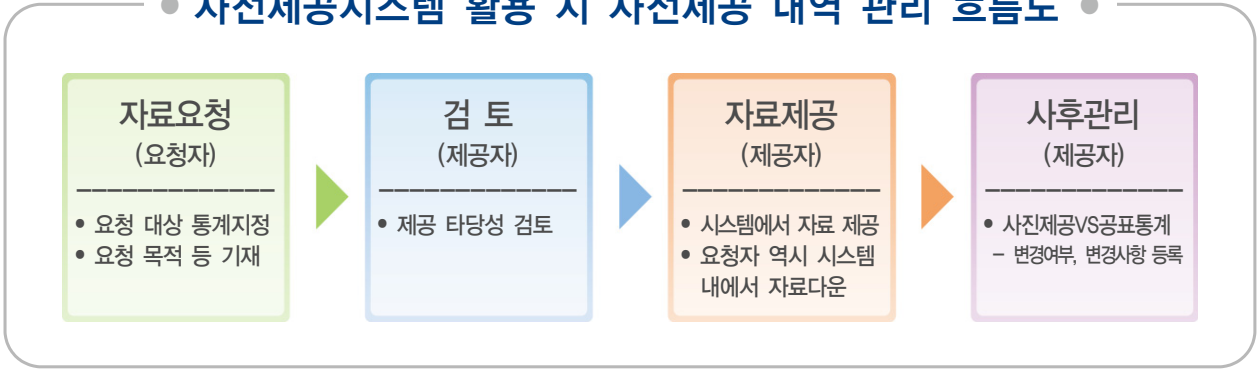 사전제공시스템 활용 시 사전제공 내역 관리 흐름도
자료요청
(요청자)
• 요청 대상 통계지정
• 요청 목적 등 기재
검 토
(제공자)
• 제공 타당성 검토
자료제공
(제공자)
• 시스템에서 자료 제공
• 요청자 역시 시스템
내에서 자료다운
사후관리
(제공자)
• 사진제공VS공표통계
- 변경여부, 변경사항 등록